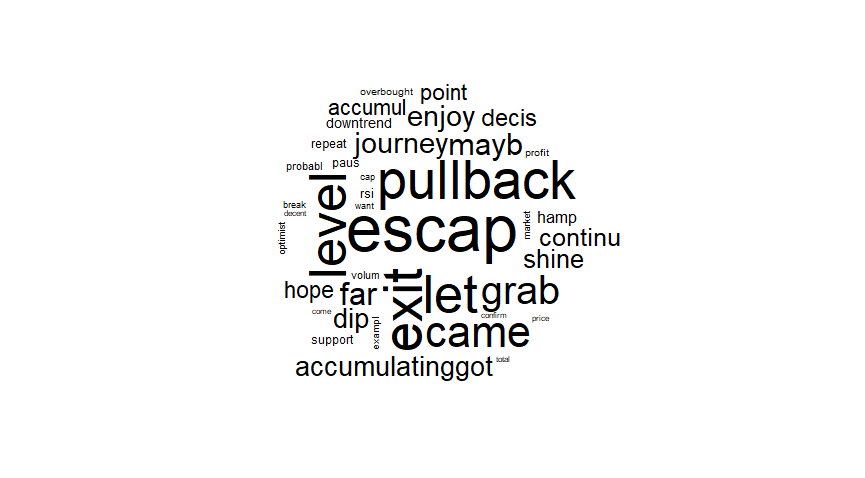 overbought
point
accumul
enjoy
decis
downtrend
repeat
journey
mayb
profit
probabl
paus
cap
pullback
rsi
want
level
break
decent
escap
market
hamp
optimist
continu
shine
volum
exit
hope
far
let
grab
come
dip
exampl
came
confirm
price
support
accumulatinggot
total